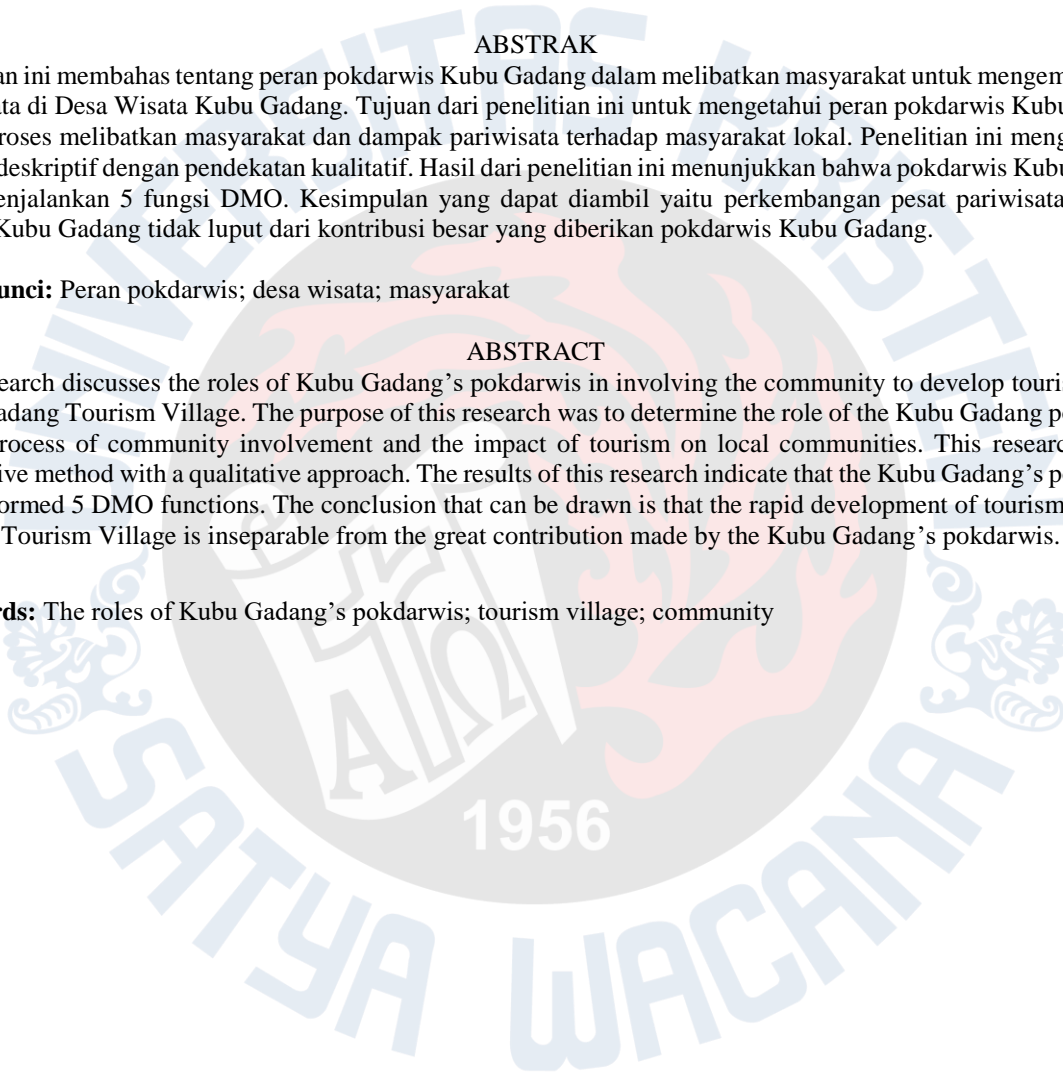 ABSTRAK
an ini membahas tentang peran pokdarwis Kubu Gadang dalam melibatkan masyarakat untuk mengem
ata di Desa Wisata Kubu Gadang. Tujuan dari penelitian ini untuk mengetahui peran pokdarwis Kubu
roses melibatkan masyarakat dan dampak pariwisata terhadap masyarakat lokal. Penelitian ini meng
deskriptif dengan pendekatan kualitatif. Hasil dari penelitian ini menunjukkan bahwa pokdarwis Kubu
enjalankan 5 fungsi DMO. Kesimpulan yang dapat diambil yaitu perkembangan pesat pariwisata
Kubu Gadang tidak luput dari kontribusi besar yang diberikan pokdarwis Kubu Gadang.
unci: Peran pokdarwis; desa wisata; masyarakat
ABSTRACT
earch discusses the roles of Kubu Gadang’s pokdarwis in involving the community to develop touri
adang Tourism Village. The purpose of this research was to determine the role of the Kubu Gadang p
rocess of community involvement and the impact of tourism on local communities. This researc
ive method with a qualitative approach. The results of this research indicate that the Kubu Gadang’s p
ormed 5 DMO functions. The conclusion that can be drawn is that the rapid development of tourism
Tourism Village is inseparable from the great contribution made by the Kubu Gadang’s pokdarwis.
rds: The roles of Kubu Gadang’s pokdarwis; tourism village; community
UNIVERSITAS KRISTEN
SATYA WACANA
1956
Α Ω